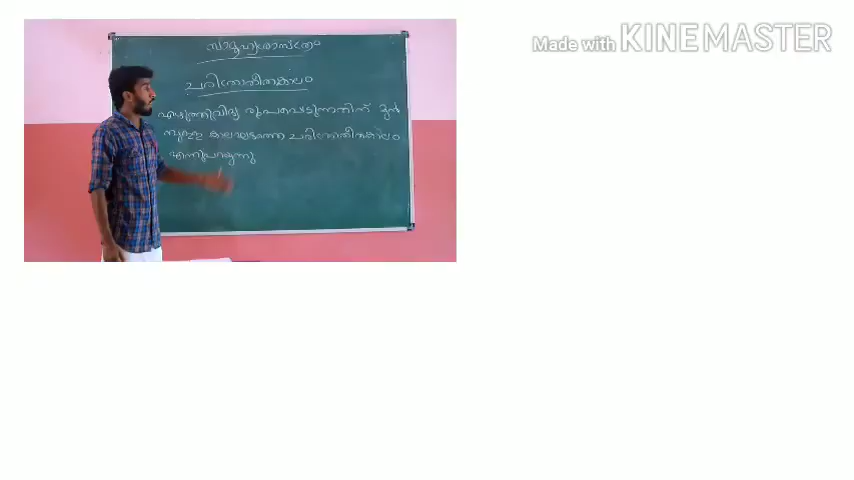 Made with KINEMASTER
സാമൂഹ്യശാസ്ത്രം
ചരിത്രാതീതകാലം
എഴുത്തുവിദ്യ രൂപപ്പെടുന്നതിന് മുൻ
പുള്ള കാലഘട്ടത്തെ ചരിത്രാതീതകാലം
എന്നുപറയുന്നു